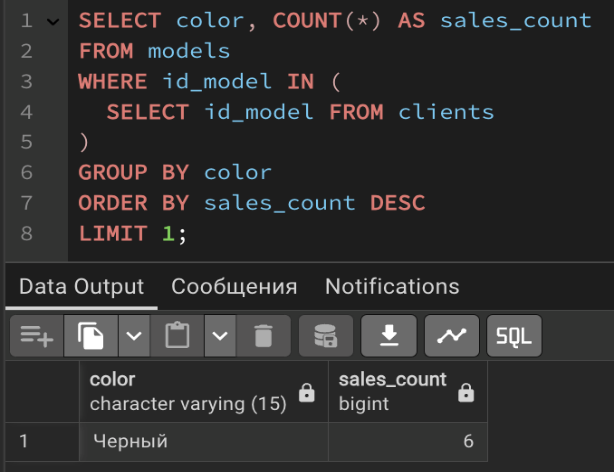 1 SELECT color, COUNT(*) AS sales_count
2 FROM models
3 WHERE id_model IN (
4 SELECT id_model FROM clients
5 )
6 GROUP BY color
7 ORDER BY sales_count DESC
8 LIMIT 1;
Data Output Сообщения Notifications
SQL
color sales_count
character varying (15) bigint
1 Черный 6